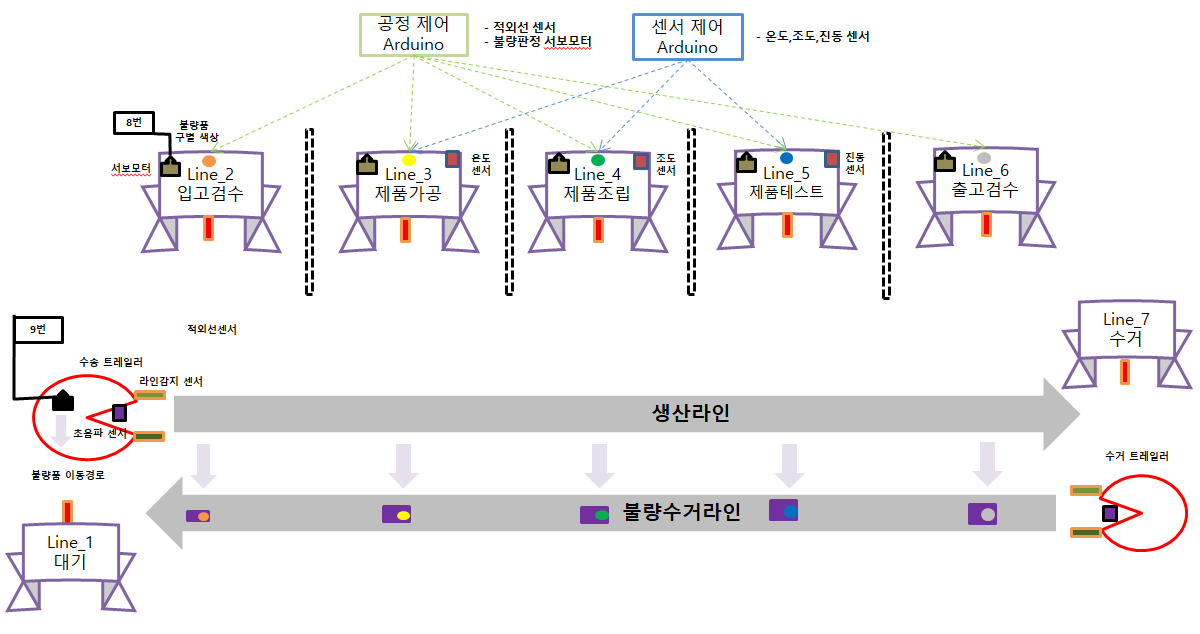 공정 제어
Arduino
- 적외선 센서
- 불량판정 서보모터
센서 제어
Arduino
- 온도,조도,진동 센서
8번
불량품
구별 색상
서보모터
Line_2
입고검수
Line_3
제품가공
온도
센서
Line_4
제품조립
조도
센서
Line_5
제품테스트
진동
센서
Line_6
출고검수
9번
적외선센서
수송 트레일러
라인감지 센서
초음파 센서
불량품 이동경로
생산라인
Line_7
수거
수거 트레일러
불량수거라인
Line_1
대기